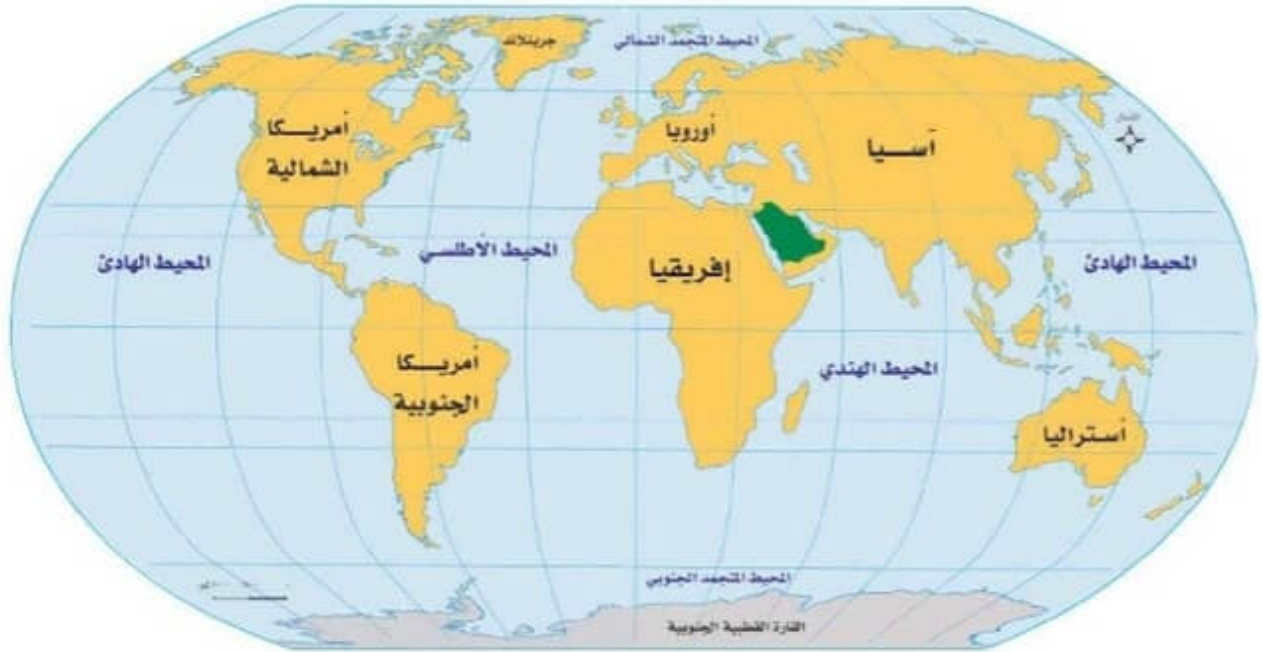 المحيط المتجمد الشمالي
جرينلاند
أمريكا
الشمالية
أوروبا
آسيا
الشمال
المحيط الهادئ
المحيط الأطلسي
إفريقيا
المحيط الهادئ
أمريكا
الجنوبية
المحيط الهندي
أستراليا
المحيط المتجمد الجنوبي
القارة القطبية الجنوبية